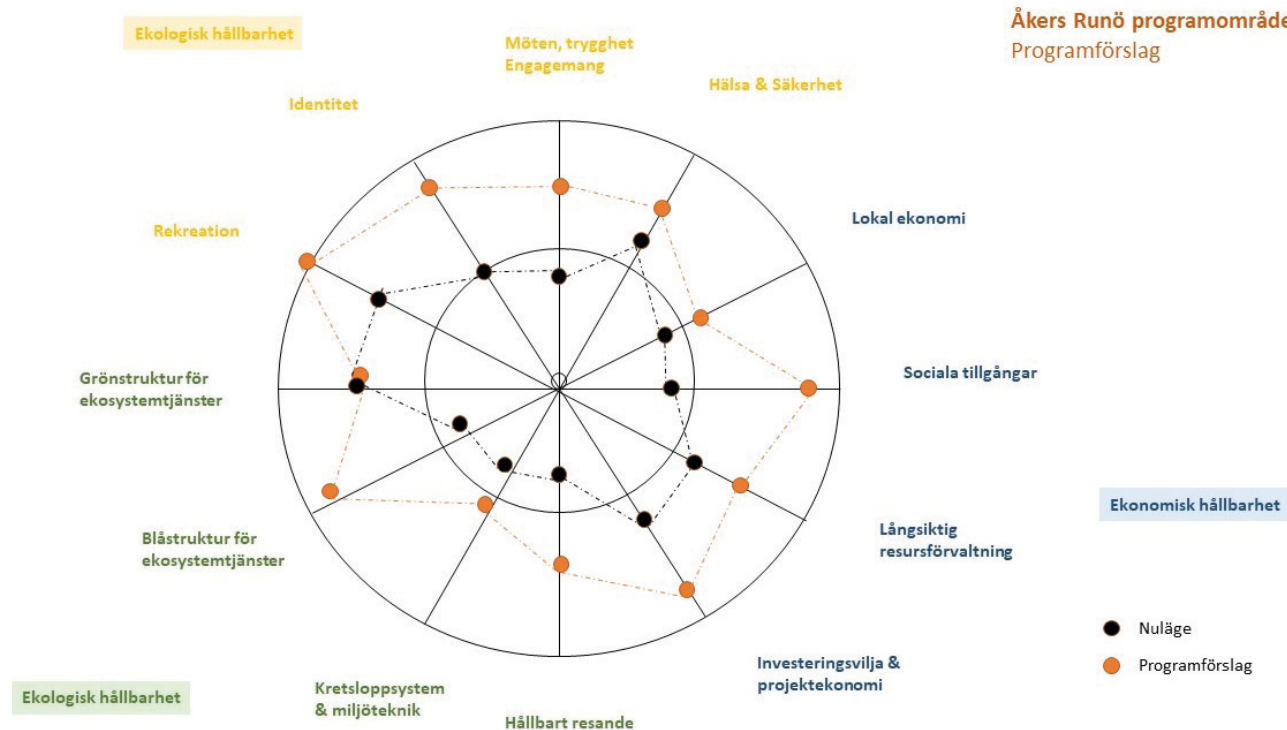 Åkers Runö programområde
Programförslag
Ekologisk hållbarhet
Möten, trygghet
Engagemang
Hälsa & Säkerhet
Identitet
Lokal ekonomi
Rekreation
Sociala tillgångar
Grönstruktur för
ekosystemtjänster
Ekonomisk hållbarhet
Långsiktig
resursförvaltning
Blåstruktur för
ekosystemtjänster
Nuläge
Programförslag
Investeringsvilja &
projektekonomi
Kretsloppsystem
& miljöteknik
Ekologisk hållbarhet
Hållbart resande